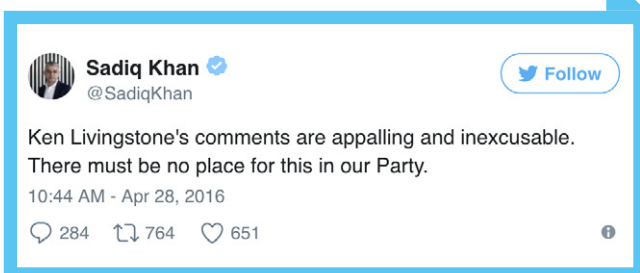 Sadiq Khan
@SadiqKhan
Follow
Ken Livingstone's comments are appalling and inexcusable.
There must be no place for this in our Party.
10:44 AM - Apr 28, 2016
284 764 651